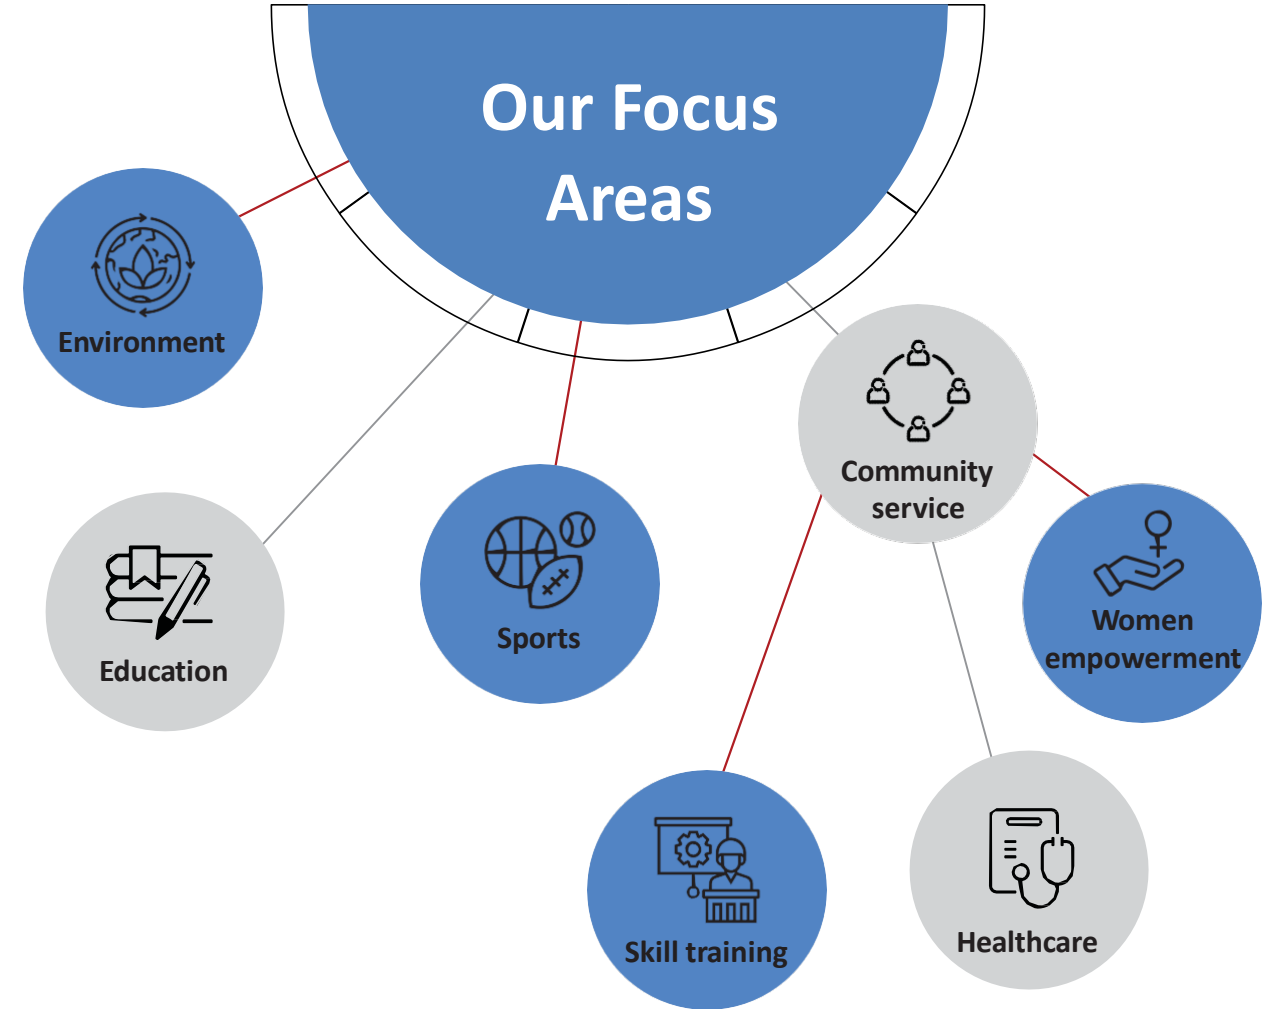 Our Focus
Areas
Environment
Education
Sports
Community
service
Women
empowerment
Skill training
Healthcare